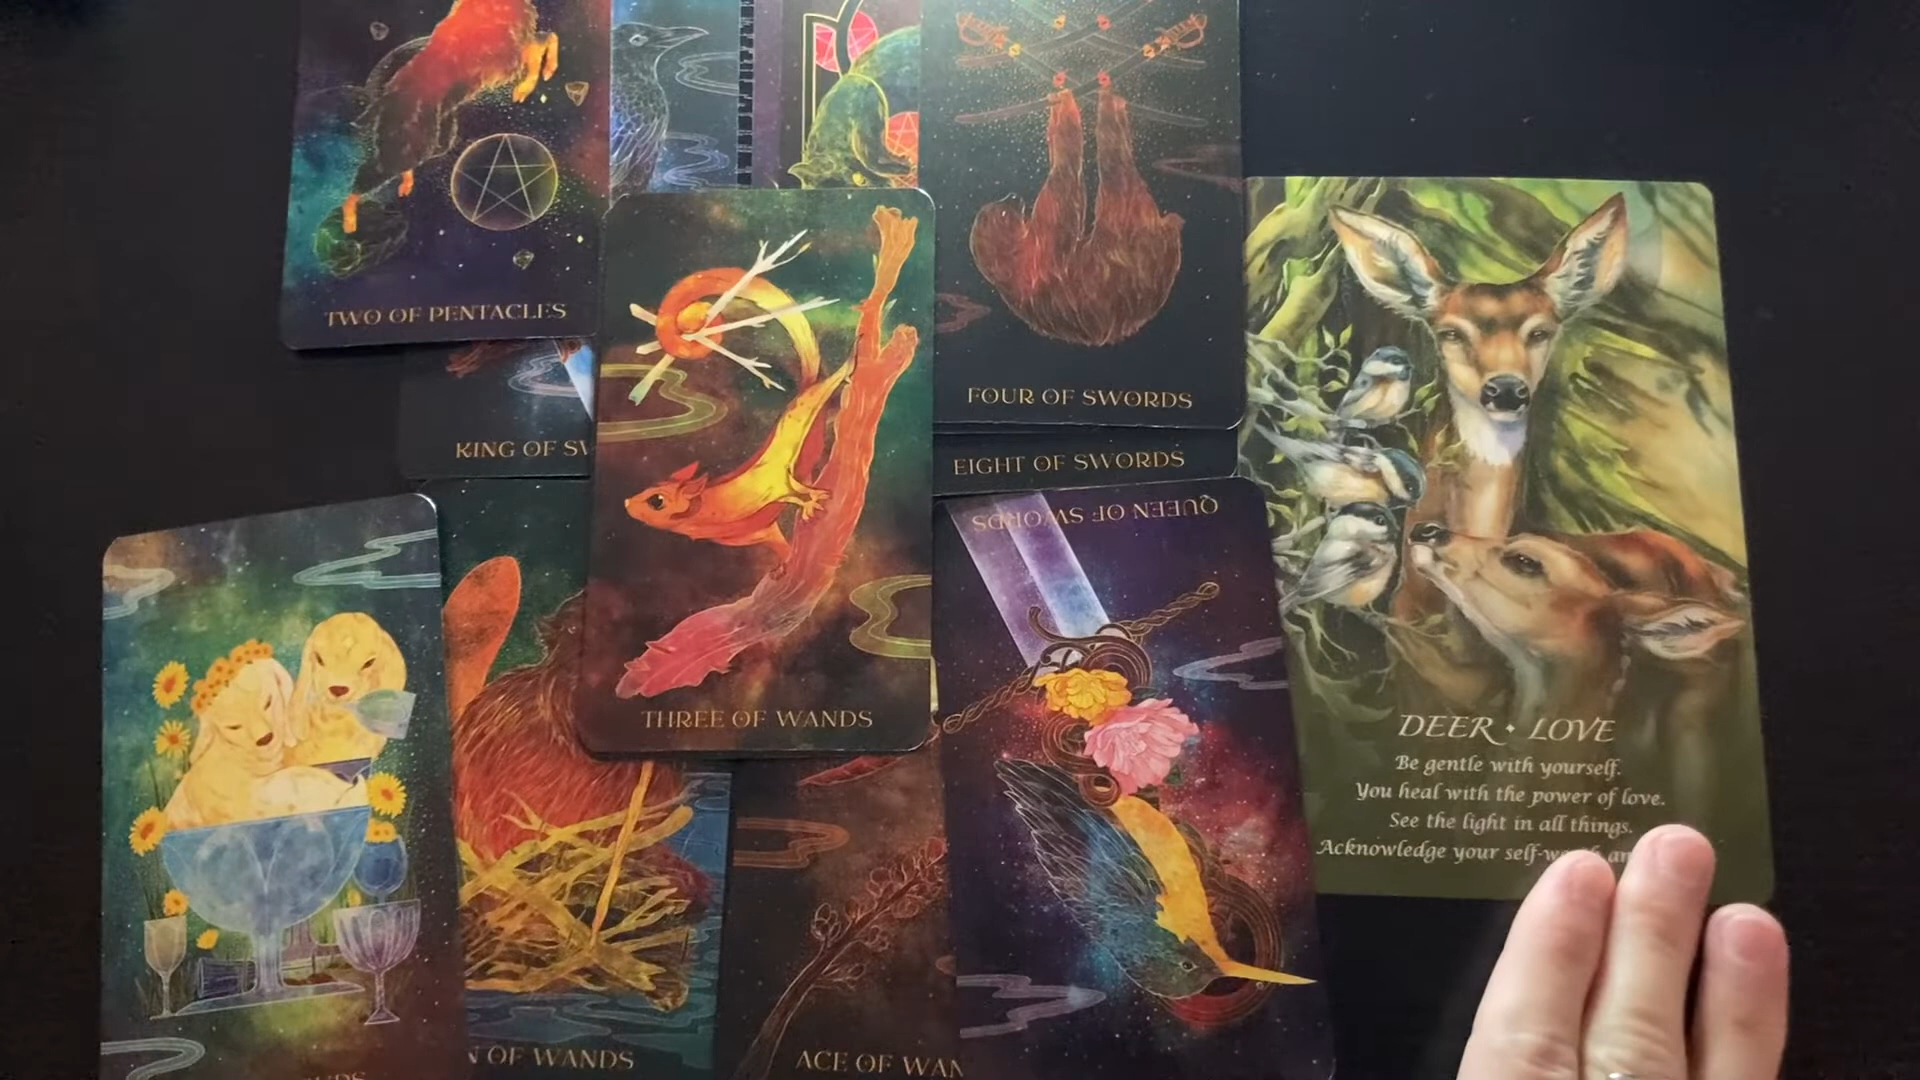 TWO OF PENTACLES
FOUR OF SWORDS
KING OF SW
EIGHT OF SWORDS
QUEEN OF SWORDS
THREE OF WANDS
DEER • LOVE
Be gentle with yourself.
You heal with the power of love.
See the light in all things.
Acknowledge your self-w
N OF WANDS
ACE OF WAN